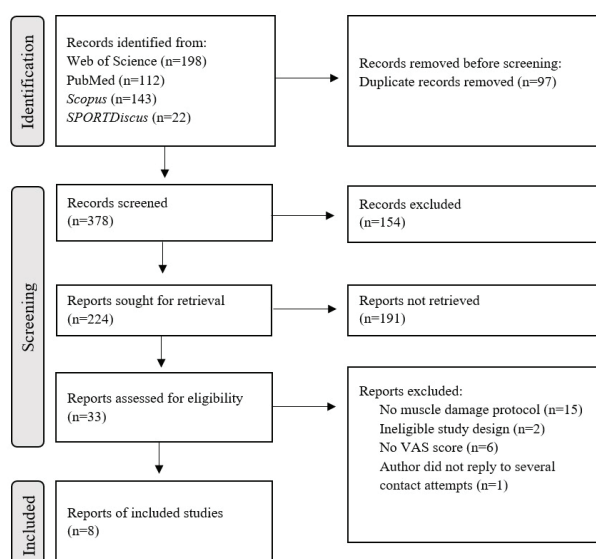 Identification
Records identified from:
Web of Science (n=198)
PubMed (n=112)
Scopus (n=143)
SPORTDiscus (n=22)
Records removed before screening:
Duplicate records removed (n=97)
Screening
Records screened
(n=378)
Records excluded
(n=154)
Reports sought for retrieval
(n=224)
Reports not retrieved
(n=191)
Reports assessed for eligibility
(n=33)
Reports excluded:
No muscle damage protocol (n=15)
Ineligible study design (n=2)
No VAS score (n=6)
Author did not reply to several
contact attempts (n=1)
Included
Reports of included studies
(n=8)